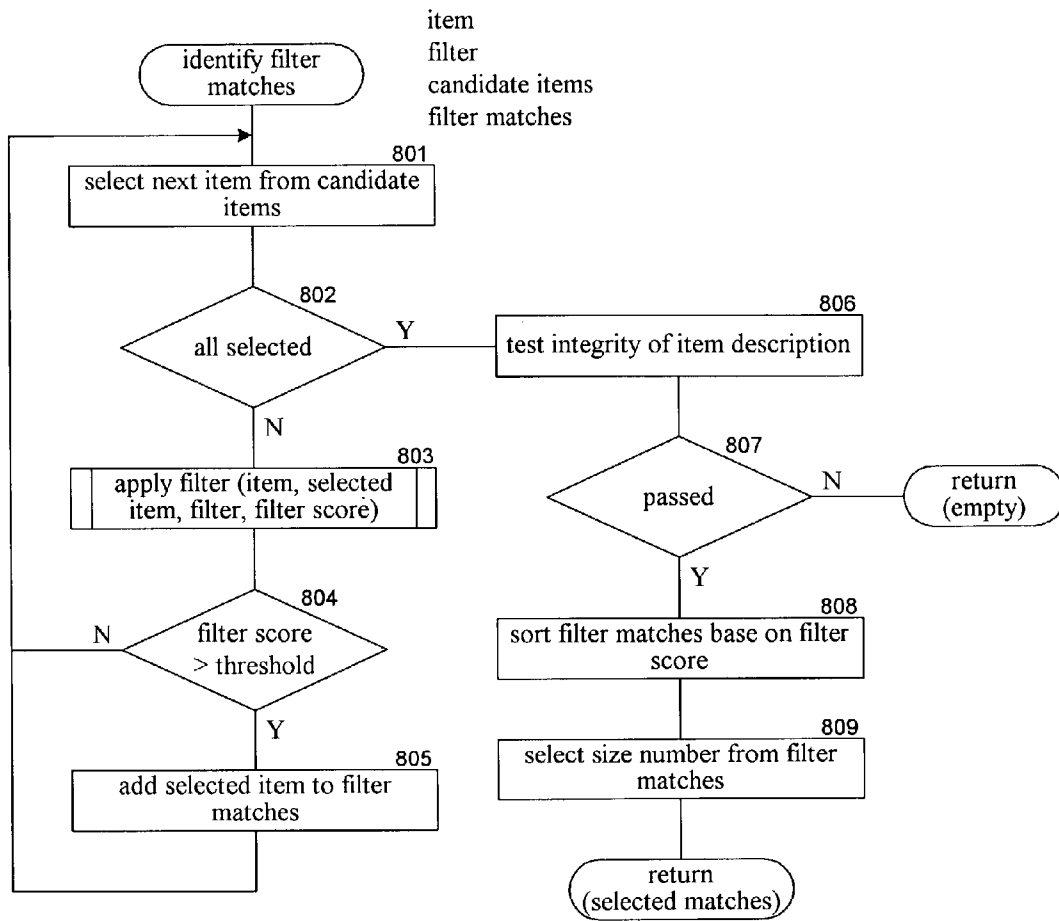 identify filter
matches
item
filter
candidate items
filter matches
801
select next item from candidate
items
802
all selected
Y
N
803
apply filter (item, selected
item, filter, filter score)
804
filter score
> threshold
N
Y
805
add selected item to filter
matches
806
test integrity of item description
807
passed
N
return
(empty)
Y
808
sort filter matches base on filter
score
809
select size number from filter
matches
return
(selected matches)